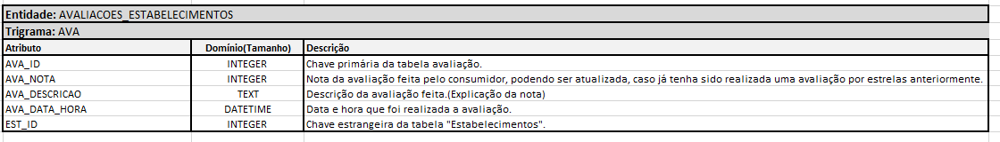 Entidade: AVALIACOES_ESTABELECIMENTOS
Trigrama: AVA
Atributo Domínio(Tamanho) Descrição
AVA_ID INTEGER Chave primária da tabela avaliação.
AVA_NOTA INTEGER Nota da avaliação feita pelo consumidor, podendo ser atualizada, caso já tenha sido realizada uma avaliação por estrelas anteriormente.
AVA_DESCRICAO TEXT Descrição da avaliação feita.(Explicação da nota)
AVA_DATA_HORA DATETIME Data e hora que foi realizada a avaliação.
EST_ID INTEGER Chave estrangeira da tabela "Estabelecimentos".